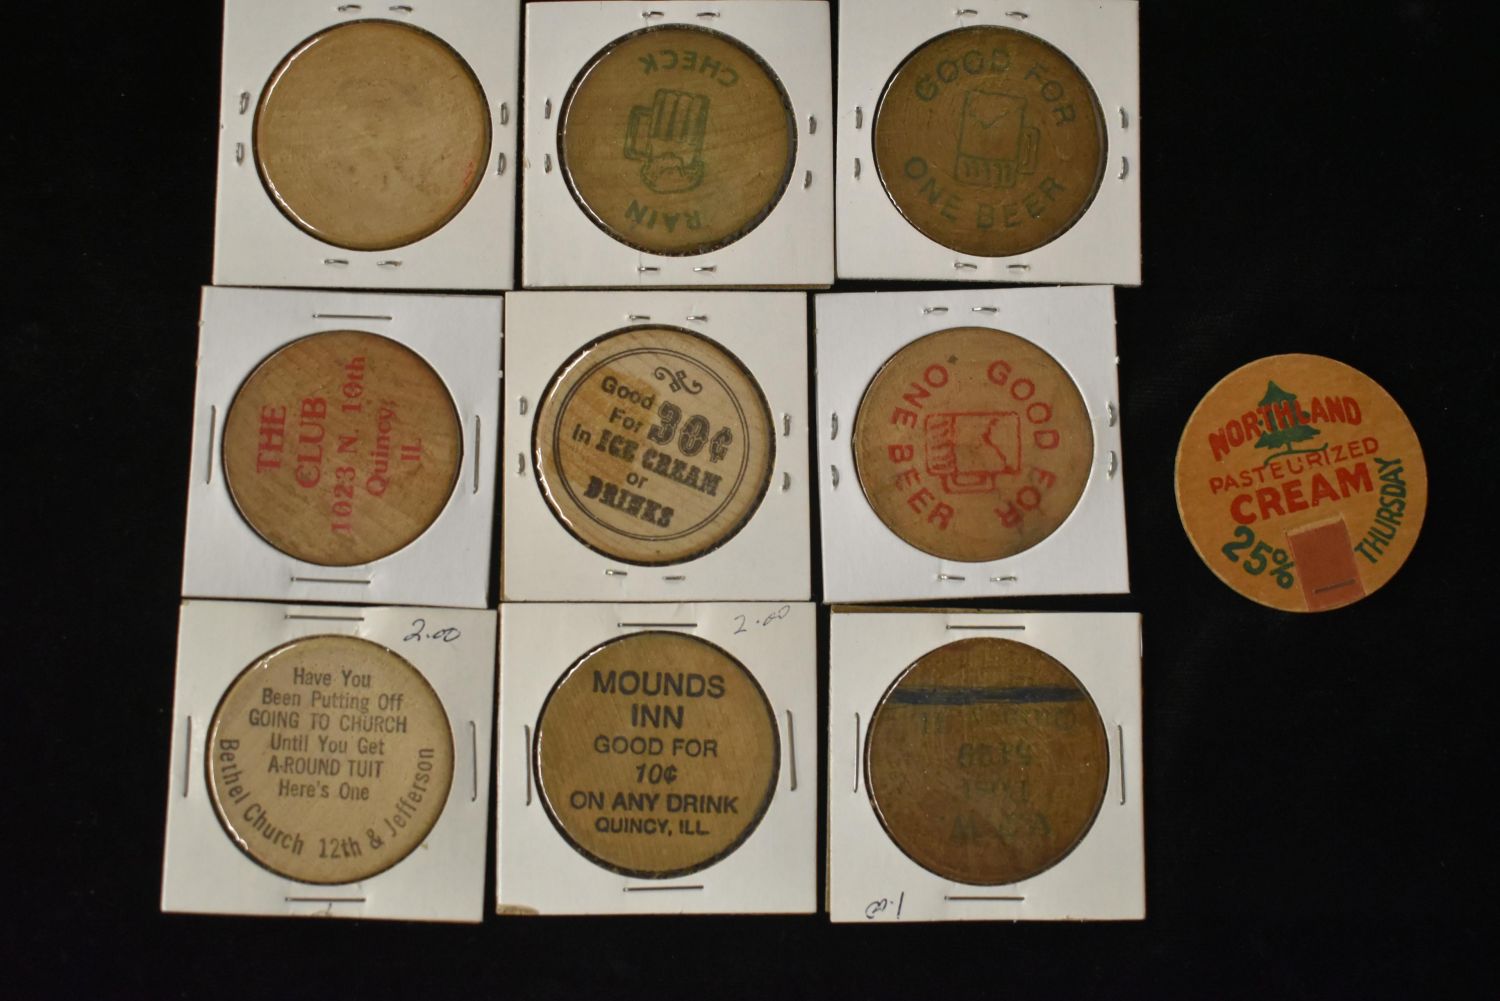 CHECK
RAIN
GOOD FOR
ONE BEER
THE
CLUB
1023 N. 10th
Quincy,
IL
Good
For 30¢
In ICE CREAM
or
DRINKS
GOOD FOR
ONE BEER
NORTHLAND
PASTEURIZED
CREAM
25%
THURSDAY
2.00
Have You
Been Putting Off
GOING TO CHURCH
Until You Get
A-ROUND TUIT
Here's One
Bethel Church 12th & Jefferson
2.00
MOUNDS
INN
GOOD FOR
10¢
ON ANY DRINK
QUINCY, ILL.
1.00